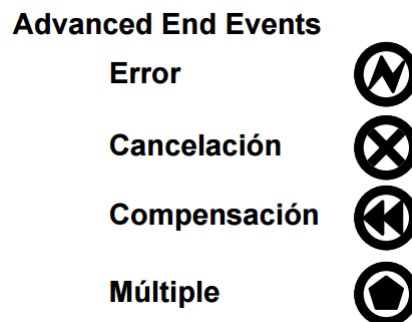 Advanced End Events
Error
Cancelación
Compensación
Múltiple